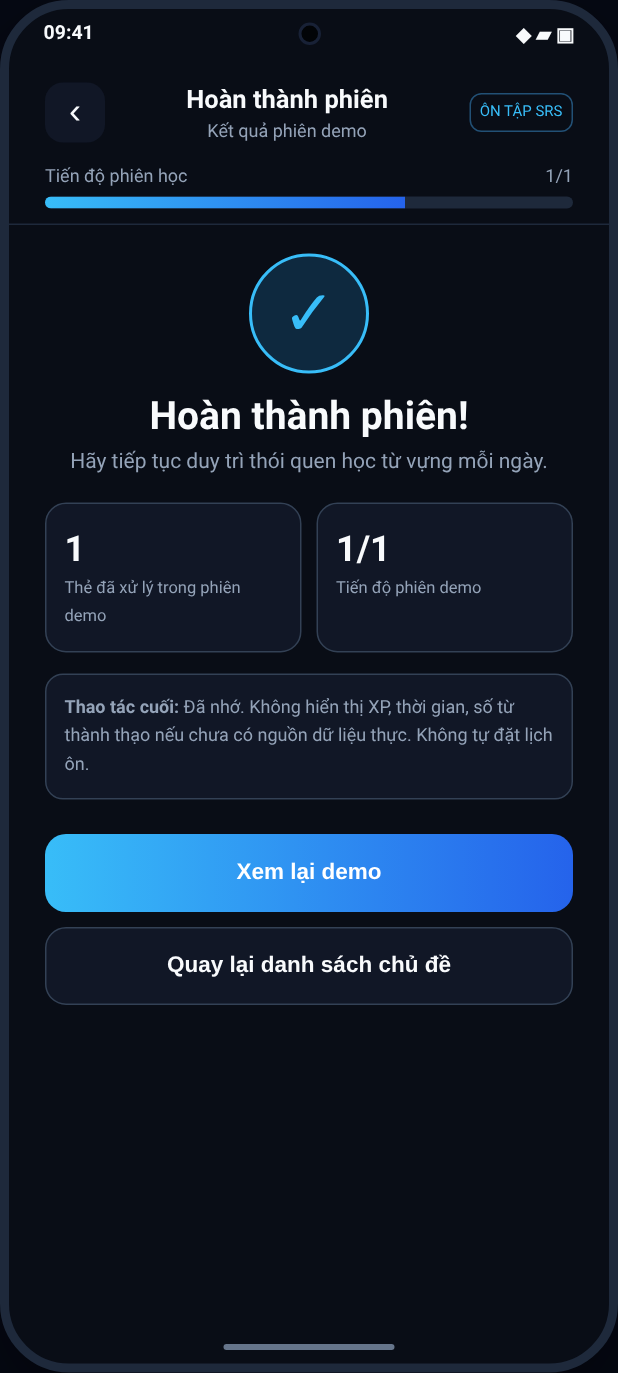 09:41
Hoàn thành phiên
Kết quả phiên demo
ÔN TẬP SRS
Tiến độ phiên học
1/1
Hoàn thành phiên!
Hãy tiếp tục duy trì thói quen học từ vựng mỗi ngày.
1
Thẻ đã xử lý trong phiên
demo
1/1
Tiến độ phiên demo
Thao tác cuối: Đã nhớ. Không hiển thị XP, thời gian, số từ
thành thạo nếu chưa có nguồn dữ liệu thực. Không tự đặt lịch
ôn.
Xem lại demo
Quay lại danh sách chủ đề